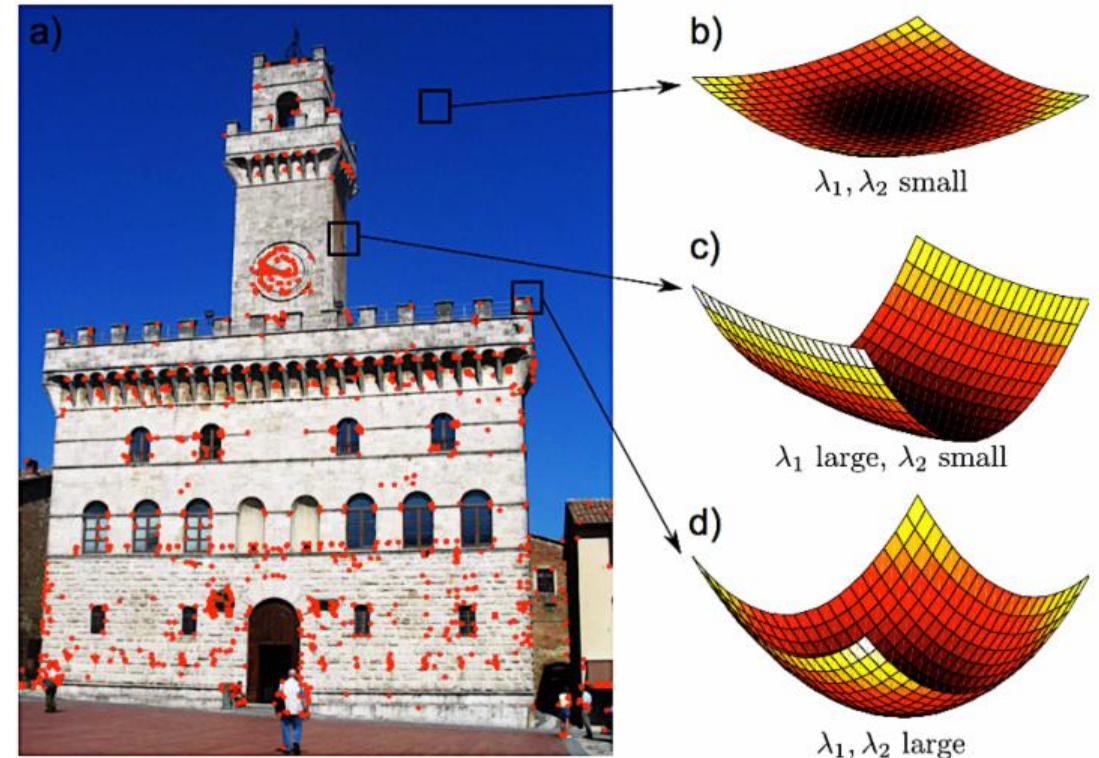 a)
b)
λ₁, λ₂ small
c)
λ₁ large, λ₂ small
d)
λ₁, λ₂ large